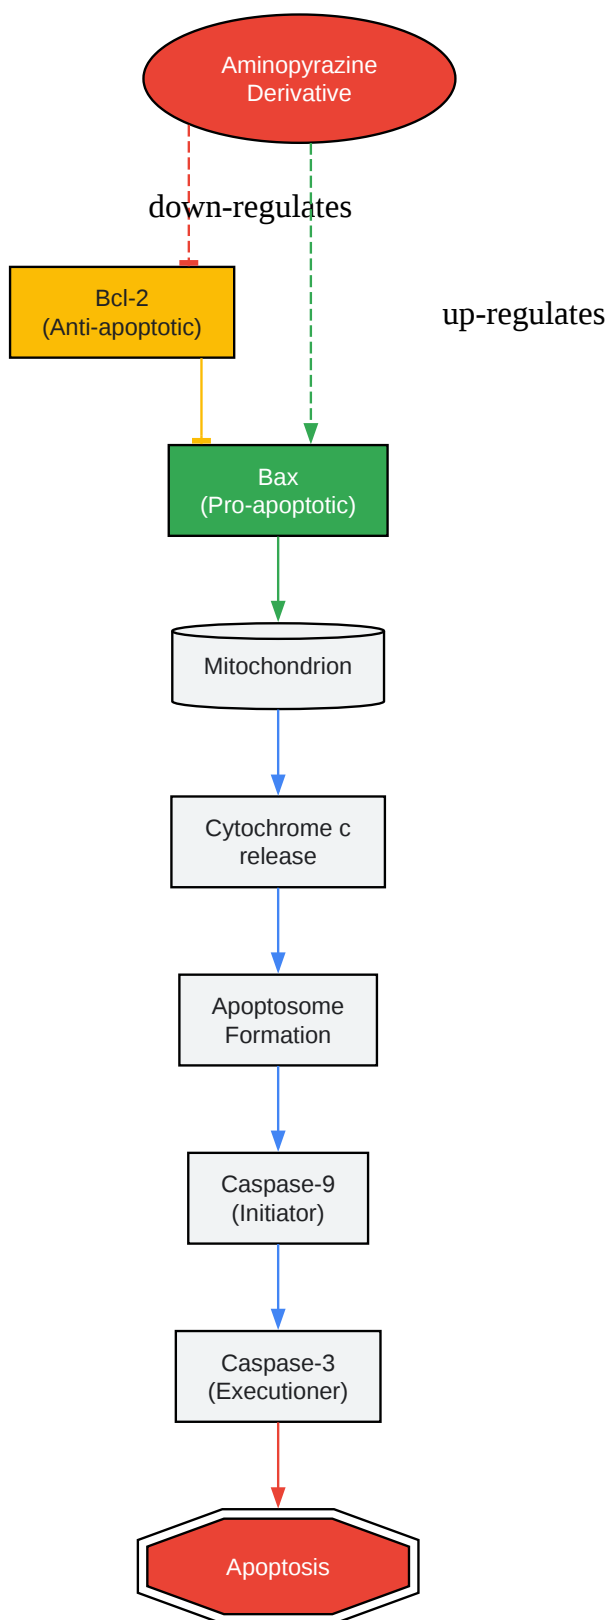 Aminopyrazine
Derivative
down-regulates
Bcl-2
(Anti-apoptotic)
up-regulates
Bax
(Pro-apoptotic)
Mitochondrion
Cytochrome c
release
Apoptosome
Formation
Caspase-9
(Initiator)
Caspase-3
(Executioner)
Apoptosis